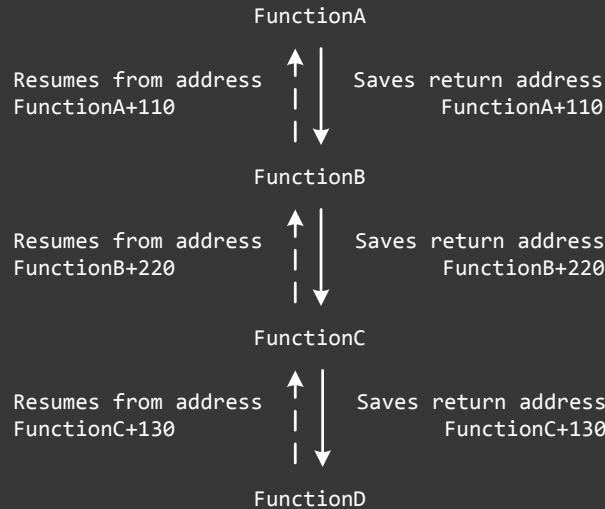 FunctionA
Resumes from address
FunctionA+110
Saves return address
FunctionA+110
FunctionB
Resumes from address
FunctionB+220
Saves return address
FunctionB+220
FunctionC
Resumes from address
FunctionC+130
Saves return address
FunctionC+130
FunctionD